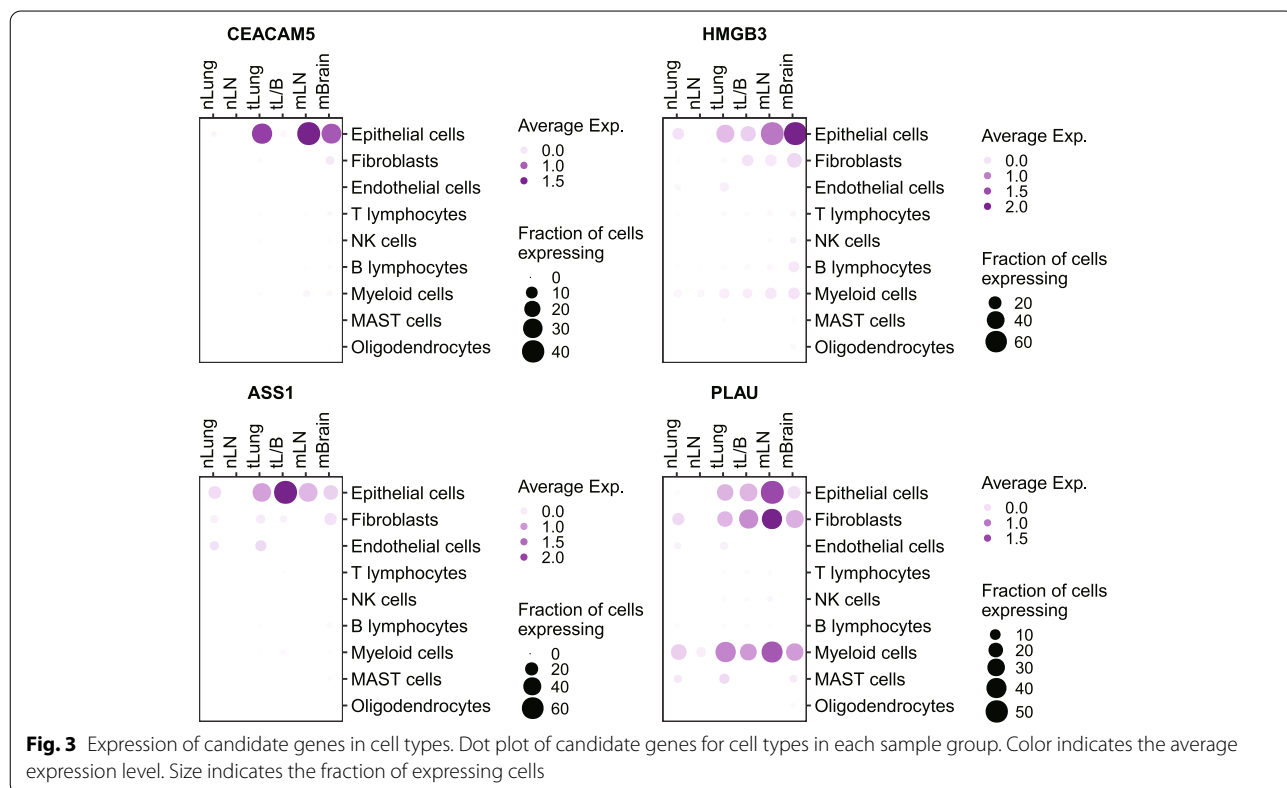 CEACAM5
nLung
nLN
tLung
tL/B
mLN
mBrain
Epithelial cells
Fibroblasts
Endothelial cells
T lymphocytes
NK cells
B lymphocytes
Myeloid cells
MAST cells
Oligodendrocytes
Average Exp.
0.0
1.0
1.5
Fraction of cells
expressing
0
10
20
30
40
HMGB3
nLung
nLN
tLung
tL/B
mLN
mBrain
Epithelial cells
Fibroblasts
Endothelial cells
T lymphocytes
NK cells
B lymphocytes
Myeloid cells
MAST cells
Oligodendrocytes
Average Exp.
0.0
1.0
1.5
2.0
Fraction of cells
expressing
20
40
60
ASS1
nLung
nLN
tLung
tL/B
mLN
mBrain
Epithelial cells
Fibroblasts
Endothelial cells
T lymphocytes
NK cells
B lymphocytes
Myeloid cells
MAST cells
Oligodendrocytes
Average Exp.
0.0
1.0
1.5
2.0
Fraction of cells
expressing
0
20
40
60
PLAU
nLung
nLN
tLung
tL/B
mLN
mBrain
Epithelial cells
Fibroblasts
Endothelial cells
T lymphocytes
NK cells
B lymphocytes
Myeloid cells
MAST cells
Oligodendrocytes
Average Exp.
0.0
1.0
1.5
Fraction of cells
expressing
10
20
30
40
50
Fig. 3 Expression of candidate genes in cell types. Dot plot of candidate genes for cell types in each sample group. Color indicates the average
expression level. Size indicates the fraction of expressing cells